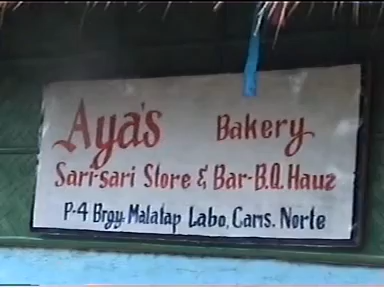 Aya's Bakery
Sari-sari Store & Bar-B.Q. Hauz
P-4 Brgy. Malatap Labo, Cams. Norte